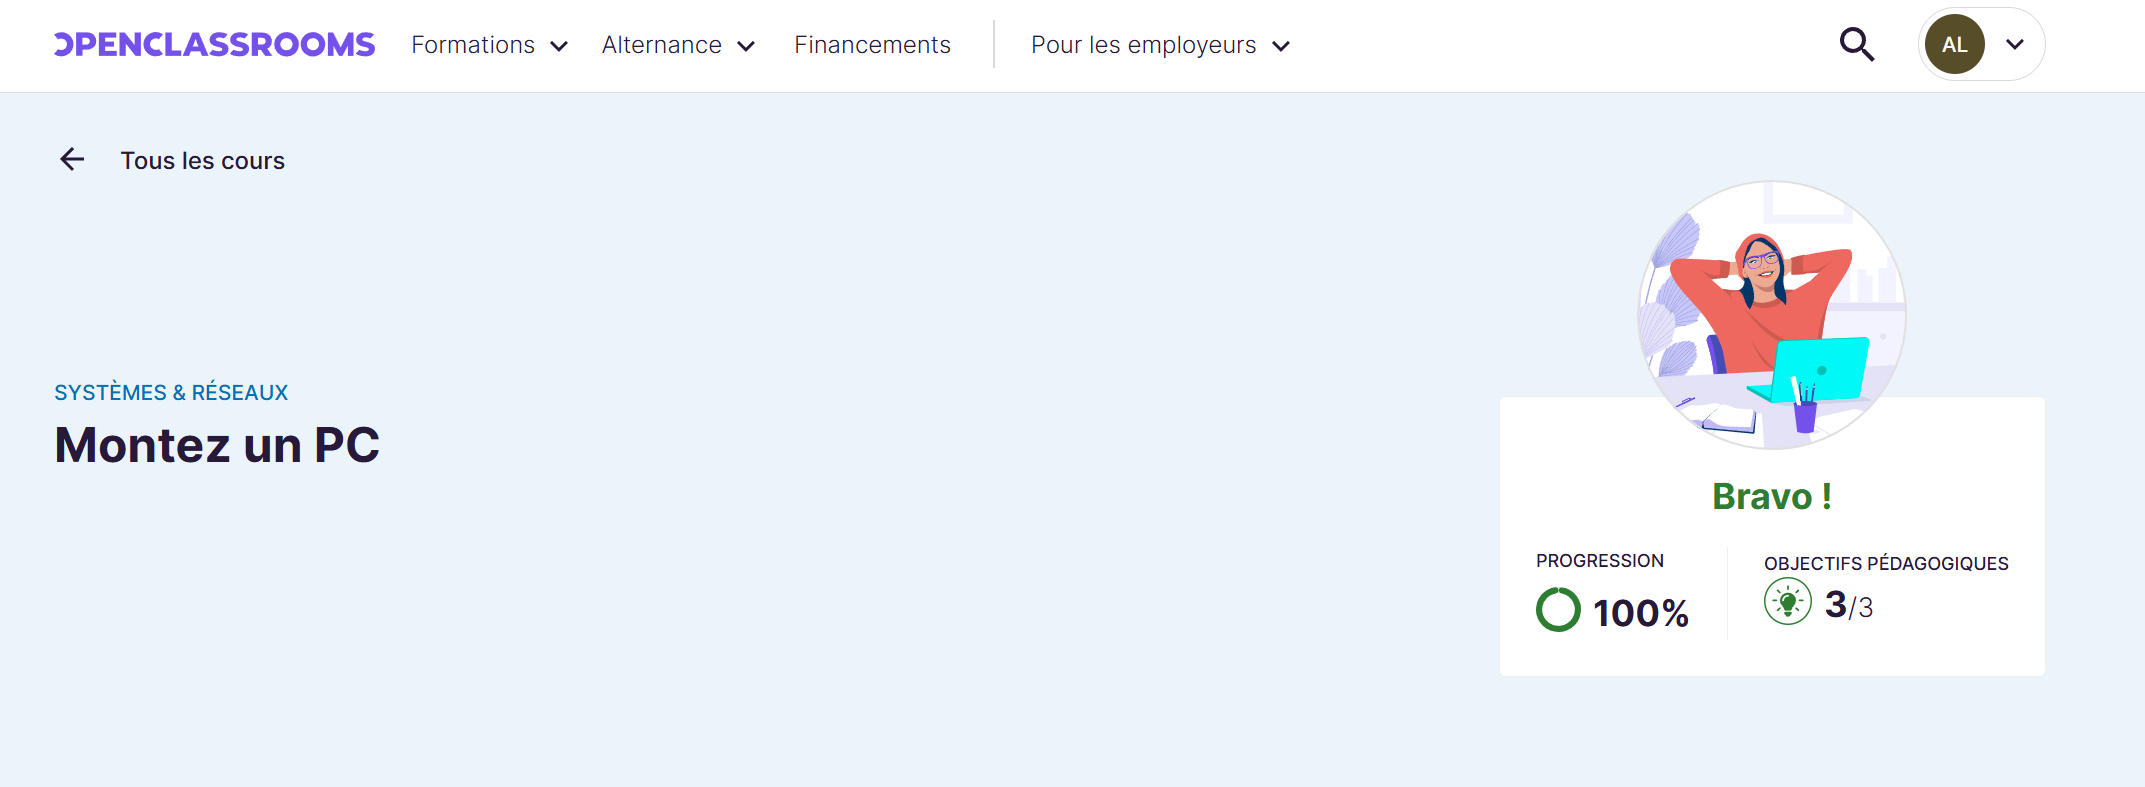 OPENCLASSROOMS Formations Alternance Financements Pour les employeurs AL
Tous les cours
SYSTÈMES & RÉSEAUX
Montez un PC
Bravo !
PROGRESSION
100%
OBJECTIFS PÉDAGOGIQUES
3/3